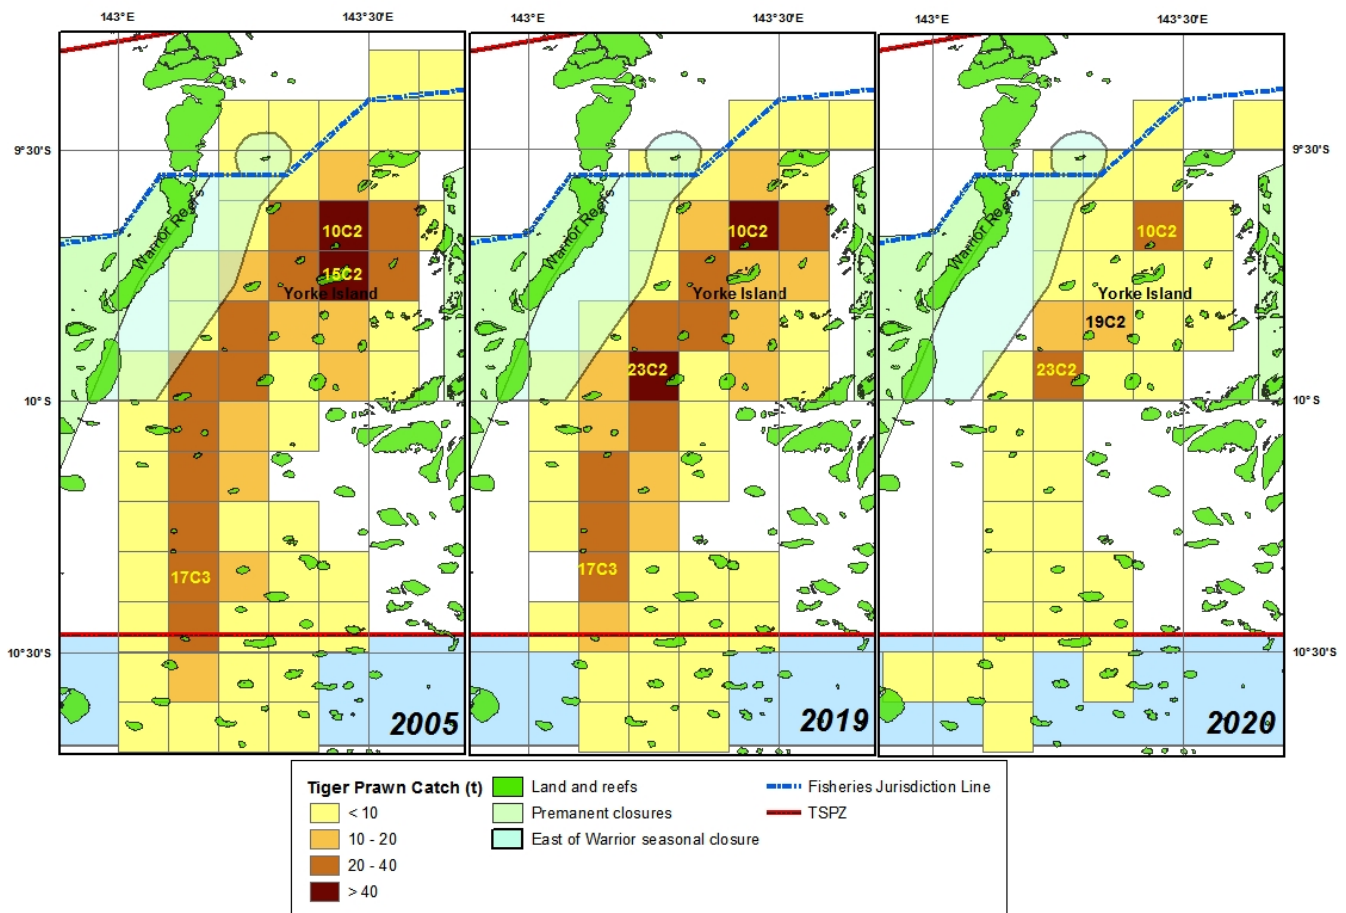 143°E 143°30'E 143°E 143°30'E 143°E 143°30'E
9°30'S 9°30'S
Warrior Reefs
10C2
15C2
Yorke Island
17C3
2005
Warrior Reefs
10C2
Yorke Island
23C2
17C3
2019
Warrior Reefs
10C2
Yorke Island
19C2
23C2
2020
10° S 10° S
10°30'S 10°30'S
Tiger Prawn Catch (t)
< 10
10 - 20
20 - 40
> 40
Land and reefs
Premanent closures
East of Warrior seasonal closure
Fisheries Jurisdiction Line
TSPZ